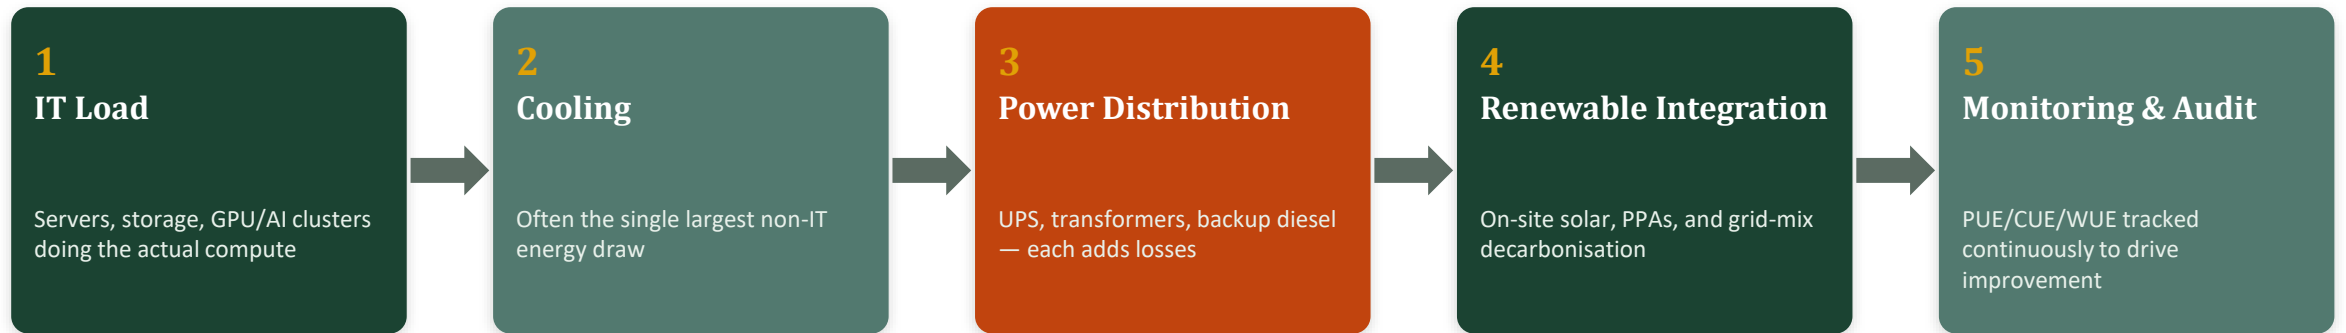 1
IT Load
Servers, storage, GPU/AI clusters
doing the actual compute
2
Cooling
Often the single largest non-IT
energy draw
3
Power Distribution
UPS, transformers, backup diesel
— each adds losses
4
Renewable Integration
On-site solar, PPAs, and grid-mix
decarbonisation
5
Monitoring & Audit
PUE/CUE/WUE tracked
continuously to drive
improvement